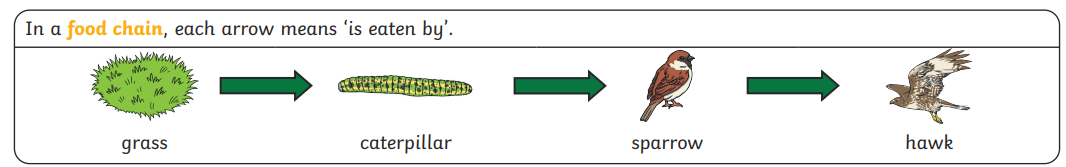 In a food chain, each arrow means ‘is eaten by’.
grass caterpillar sparrow hawk